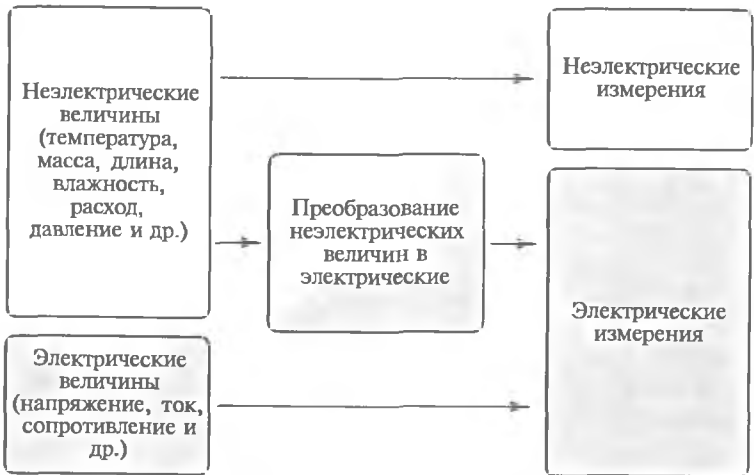 Неэлектрические
величины
(температура,
масса, длина,
влажность,
расход,
давление и др.)
Неэлектрические
измерения
Преобразование
неэлектрических
величин в
электрические
Электрические
измерения
Электрические
величины
(напряжение, ток,
сопротивление и
др.)